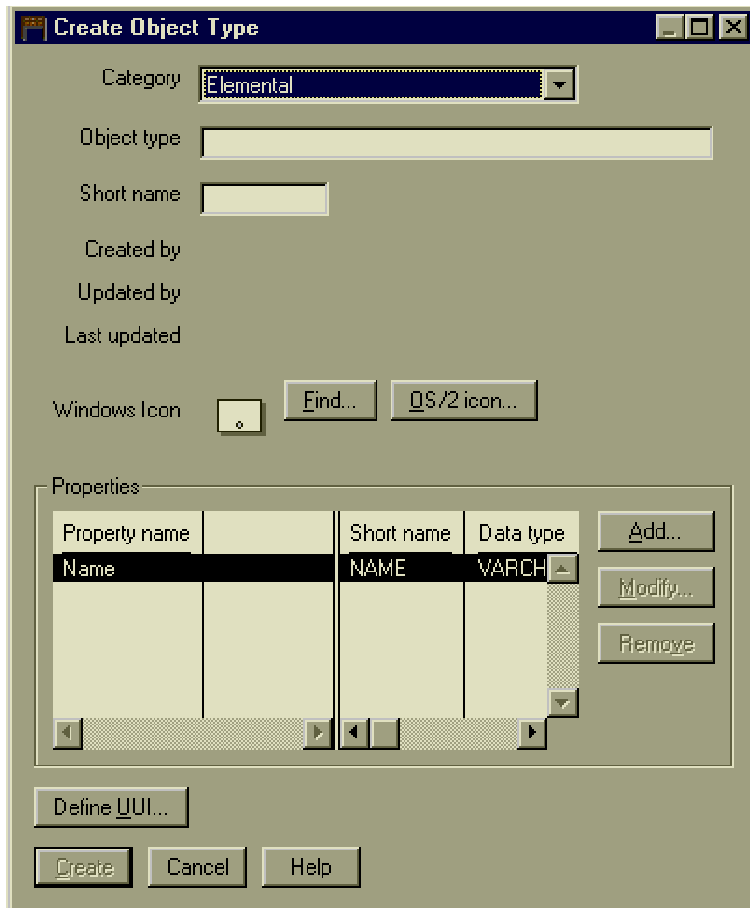 Create Object Type
Category Elemental
Object type
Short name
Created by
Updated by
Last updated
Windows Icon Find... OS/2 icon...
Properties
Property name Short name Data type Add...
Name NAME VARCH
Modify...
Remove
Define UUI...
Create Cancel Help